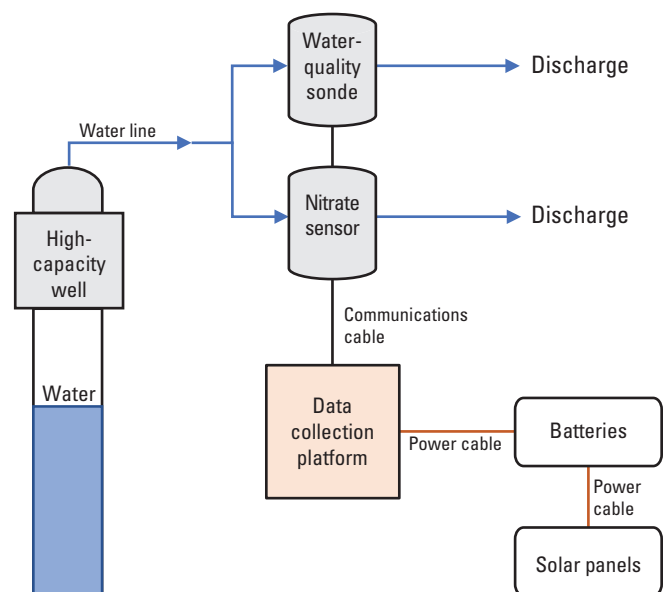 Water-
quality
sonde
Discharge
Water line
Nitrate
sensor
Discharge
High-
capacity
well
Communications
cable
Water
Data
collection
platform
Power cable
Batteries
Power
cable
Solar panels